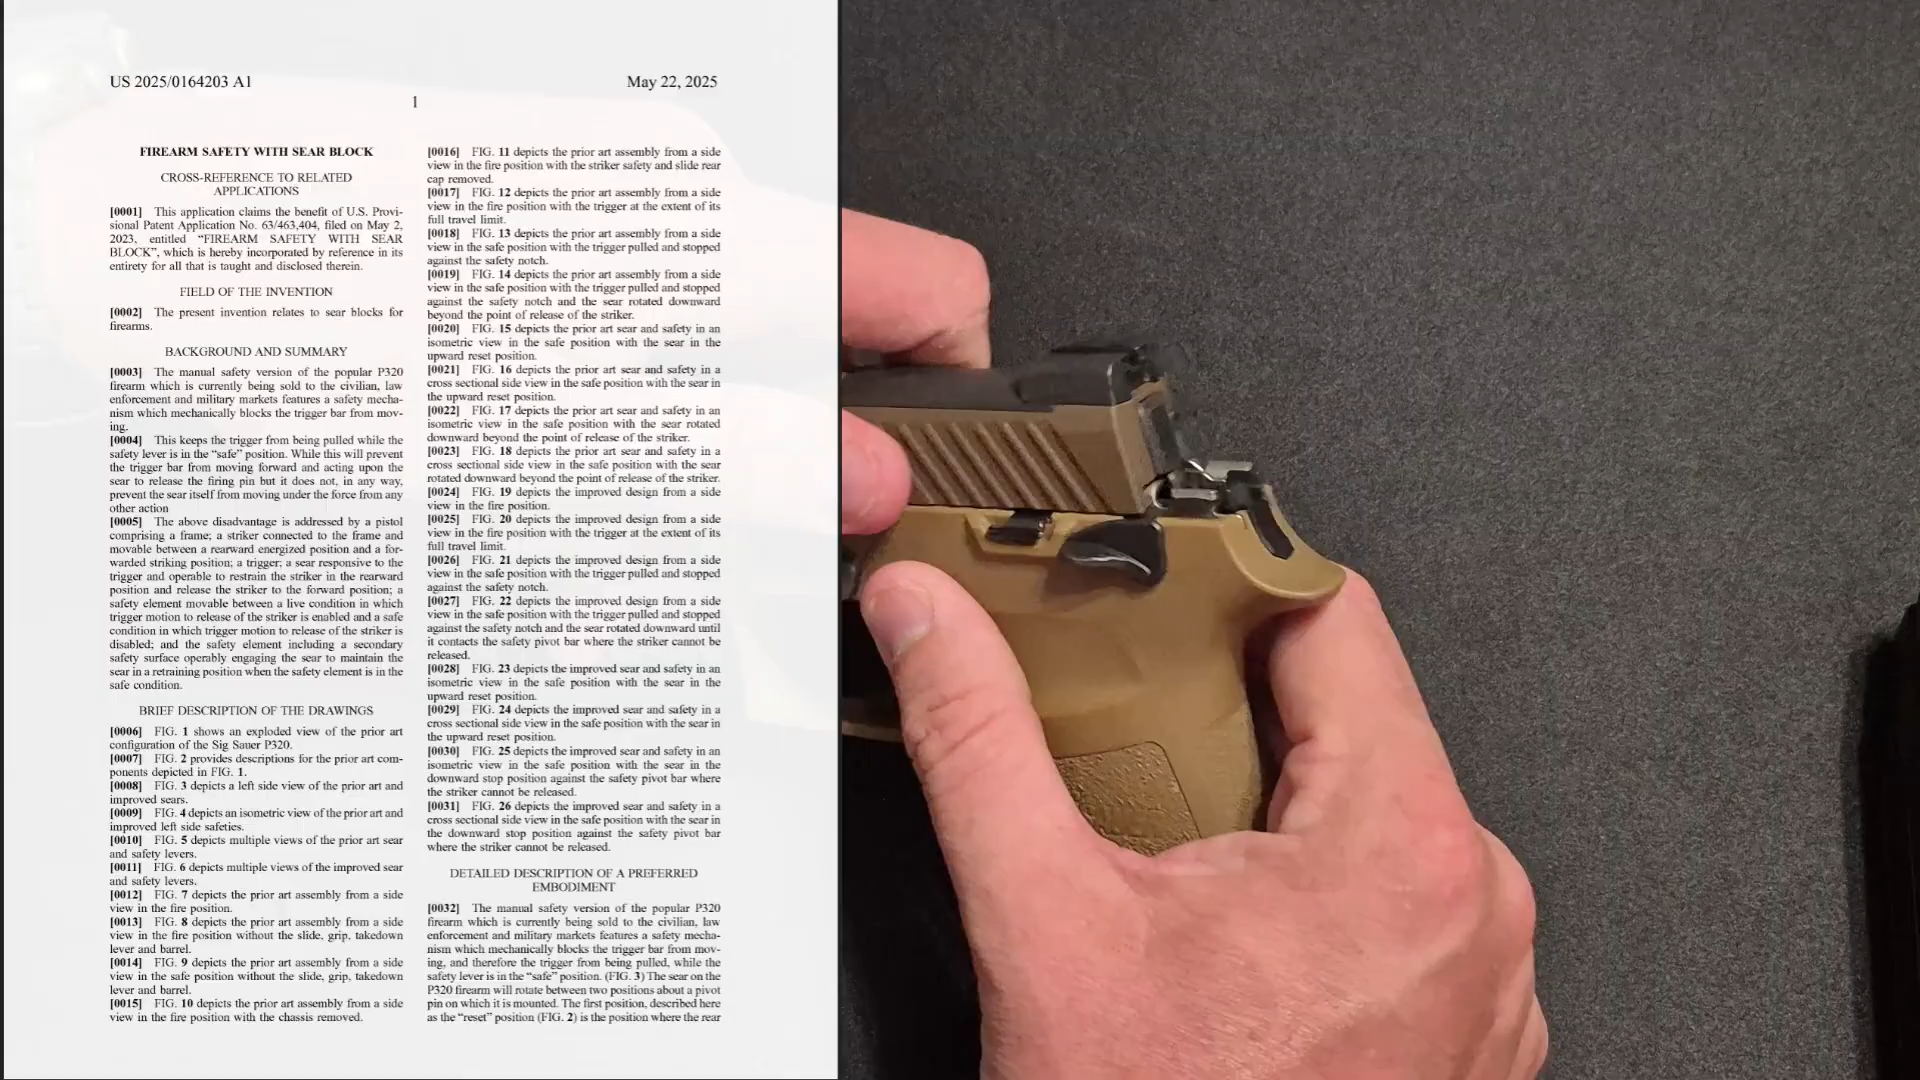 US 2025/0164203 A1
May 22, 2025
1
FIREARM SAFETY WITH SEAR BLOCK
CROSS-REFERENCE TO RELATED
APPLICATIONS
[0001] This application claims the benefit of U.S. Provi-
sional Patent Application No. 63/463,404, filed on May 2,
2023, entitled “FIREARM SAFETY WITH SEAR
BLOCK”, which is hereby incorporated by reference in its
entirety for all that is taught and disclosed therein.
FIELD OF THE INVENTION
[0002] The present invention relates to sear blocks for
firearms.
BACKGROUND AND SUMMARY
[0003] The manual safety version of the popular P320
firearm which is currently being sold to the civilian, law
enforcement and military markets features a safety mecha-
nism which mechanically blocks the trigger bar from mov-
ing.
[0004] This keeps the trigger from being pulled while the
safety lever is in the “safe” position. While this will prevent
the trigger bar from moving forward and acting upon the
sear to release the firing pin but it does not, in any way,
prevent the sear itself from moving under the force from any
other action
[0005] The above disadvantage is addressed by a pistol
comprising a frame; a striker connected to the frame and
movable between a rearward energized position and a for-
warded striking position; a trigger; a sear responsive to the
trigger and operable to restrain the striker in the rearward
position and release the striker to the forward position; a
safety element movable between a live condition in which
trigger motion to release of the striker is enabled and a safe
condition in which trigger motion to release of the striker is
disabled; and the safety element including a secondary
safety surface operably engaging the sear to maintain the
sear in a retraining position when the safety element is in the
safe condition.
BRIEF DESCRIPTION OF THE DRAWINGS
[0006] FIG. 1 shows an exploded view of the prior art
configuration of the Sig Sauer P320.
[0007] FIG. 2 provides descriptions for the prior art com-
ponents depicted in FIG. 1.
[0008] FIG. 3 depicts a left side view of the prior art and
improved sears.
[0009] FIG. 4 depicts an isometric view of the prior art and
improved left side safeties.
[0010] FIG. 5 depicts multiple views of the prior art sear
and safety levers.
[0011] FIG. 6 depicts multiple views of the improved sear
and safety levers.
[0012] FIG. 7 depicts the prior art assembly from a side
view in the fire position.
[0013] FIG. 8 depicts the prior art assembly from a side
view in the fire position without the slide, grip, takedown
lever and barrel.
[0014] FIG. 9 depicts the prior art assembly from a side
view in the safe position without the slide, grip, takedown
lever and barrel.
[0015] FIG. 10 depicts the prior art assembly from a side
view in the fire position with the chassis removed.
[0016] FIG. 11 depicts the prior art assembly from a side
view in the fire position with the striker safety and slide rear
cap removed.
[0017] FIG. 12 depicts the prior art assembly from a side
view in the fire position with the trigger at the extent of its
full travel limit.
[0018] FIG. 13 depicts the prior art assembly from a side
view in the safe position with the trigger pulled and stopped
against the safety notch.
[0019] FIG. 14 depicts the prior art assembly from a side
view in the safe position with the trigger pulled and stopped
against the safety notch and the sear rotated downward
beyond the point of release of the striker.
[0020] FIG. 15 depicts the prior art sear and safety in an
isometric view in the safe position with the sear in the
upward reset position.
[0021] FIG. 16 depicts the prior art sear and safety in a
cross sectional side view in the safe position with the sear in
the upward reset position.
[0022] FIG. 17 depicts the prior art sear and safety in an
isometric view in the safe position with the sear rotated
downward beyond the point of release of the striker.
[0023] FIG. 18 depicts the prior art sear and safety in a
cross sectional side view in the safe position with the sear
rotated downward beyond the point of release of the striker.
[0024] FIG. 19 depicts the improved design from a side
view in the fire position.
[0025] FIG. 20 depicts the improved design from a side
view in the fire position with the trigger at the extent of its
full travel limit.
[0026] FIG. 21 depicts the improved design from a side
view in the safe position with the trigger pulled and stopped
against the safety notch.
[0027] FIG. 22 depicts the improved design from a side
view in the safe position with the trigger pulled and stopped
against the safety notch and the sear rotated downward until
it contacts the safety pivot bar where the striker cannot be
released.
[0028] FIG. 23 depicts the improved sear and safety in an
isometric view in the safe position with the sear in the
upward reset position.
[0029] FIG. 24 depicts the improved sear and safety in a
cross sectional side view in the safe position with the sear in
the upward reset position.
[0030] FIG. 25 depicts the improved sear and safety in an
isometric view in the safe position with the sear in the
downward stop position against the safety pivot bar where
the striker cannot be released.
[0031] FIG. 26 depicts the improved sear and safety in a
cross sectional side view in the safe position with the sear in
the downward stop position against the safety pivot bar
where the striker cannot be released.
DETAILED DESCRIPTION OF A PREFERRED
EMBODIMENT
[0032] The manual safety version of the popular P320
firearm which is currently being sold to the civilian, law
enforcement and military markets features a safety mecha-
nism which mechanically blocks the trigger bar from mov-
ing, and therefore the trigger from being pulled, while the
safety lever is in the “safe” position. (FIG. 3) The sear on the
P320 firearm will rotate between two positions about a pivot
pin on which it is mounted. The first position, described here
as the “reset” position (FIG. 2) is the position where the rear